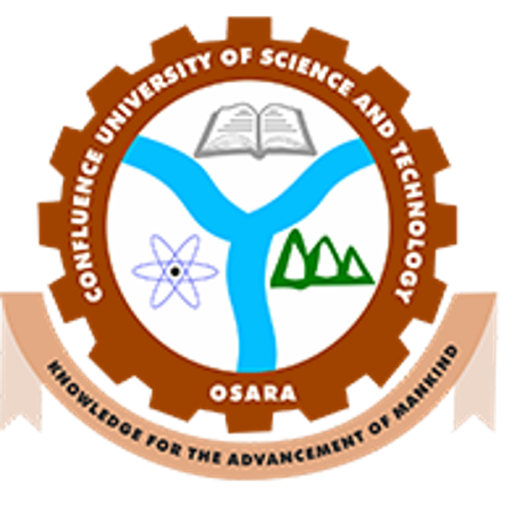 CONFLUENCE UNIVERSITY OF SCIENCE AND TECHNOLOGY
OSARA
KNOWLEDGE FOR THE ADVANCEMENT OF MANKIND